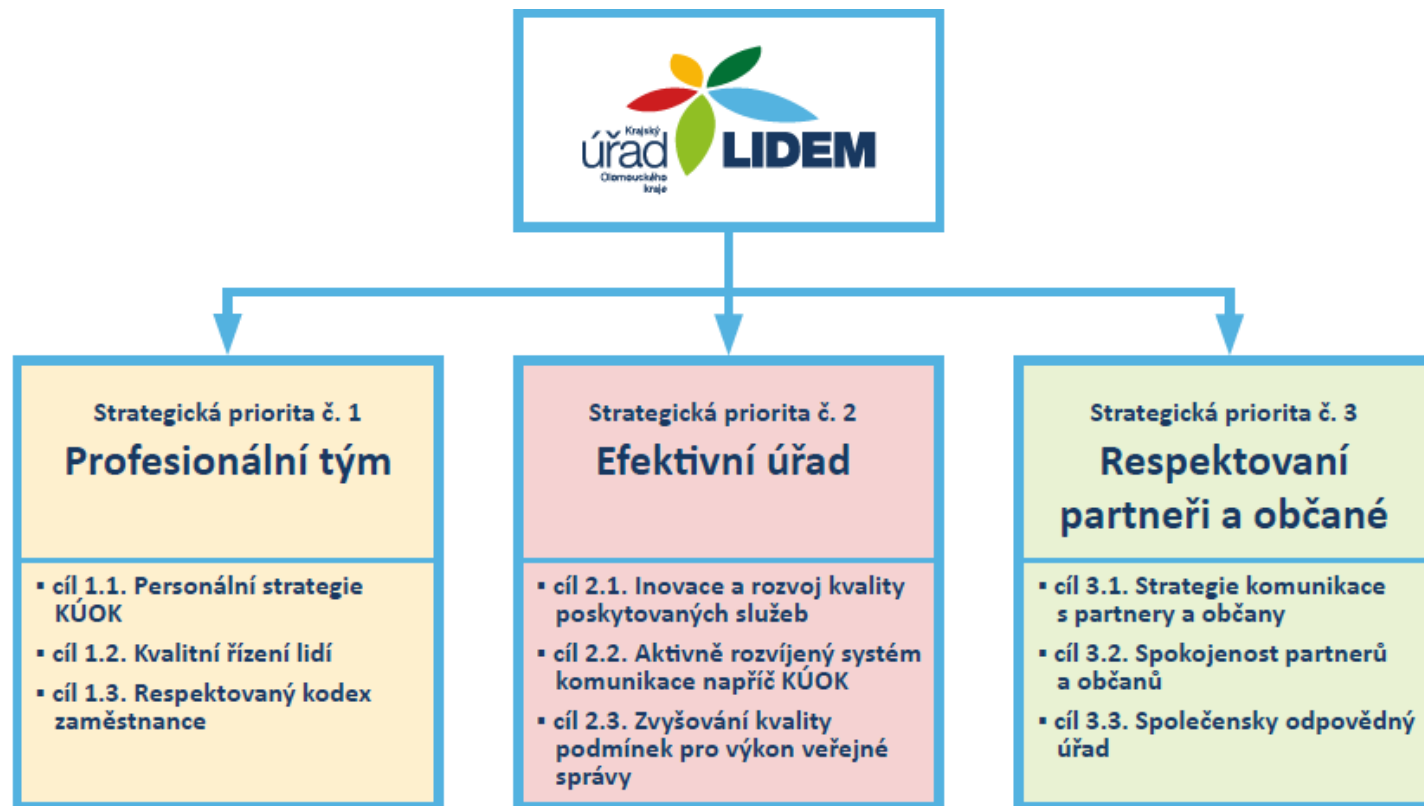 Krajský
úřad LIDEM
Olomouckého
kraje
Strategická priorita č. 1
Profesionální tým
▪ cíl 1.1. Personální strategie
KÚOK
▪ cíl 1.2. Kvalitní řízení lidí
▪ cíl 1.3. Respektovaný kodex
zaměstnance
Strategická priorita č. 2
Efektivní úřad
▪ cíl 2.1. Inovace a rozvoj kvality
poskytovaných služeb
▪ cíl 2.2. Aktivně rozvíjený systém
komunikace napříč KÚOK
▪ cíl 2.3. Zvyšování kvality
podmínek pro výkon veřejné
správy
Strategická priorita č. 3
Respektovaní
partneři a občané
▪ cíl 3.1. Strategie komunikace
s partnery a občany
▪ cíl 3.2. Spokojenost partnerů
a občanů
▪ cíl 3.3. Společensky odpovědný
úřad